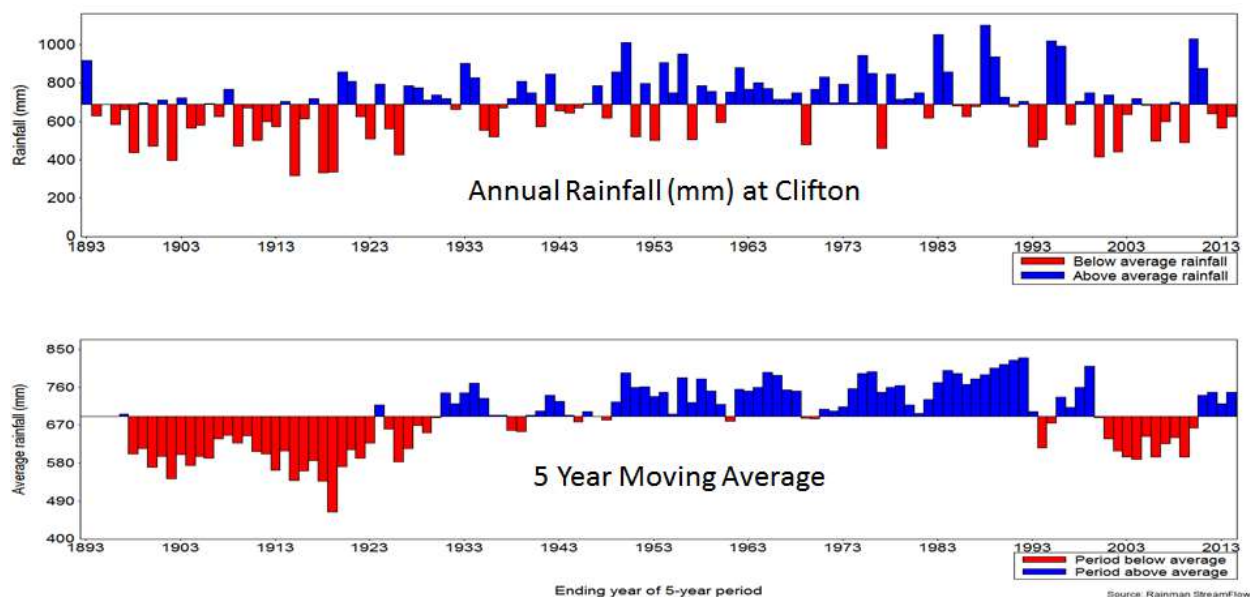 1000
800
600
400
200
0
Rainfall (mm)
Annual Rainfall (mm) at Clifton
1893 1903 1913 1923 1933 1943 1953 1963 1973 1983 1993 2003 2013
Below average rainfall
Above average rainfall
850
760
670
580
490
400
Average rainfall (mm)
5 Year Moving Average
1893 1903 1913 1923 1933 1943 1953 1963 1973 1983 1993 2003 2013
Period below average
Period above average
Ending year of 5-year period
Source: Rainman StreamFlow